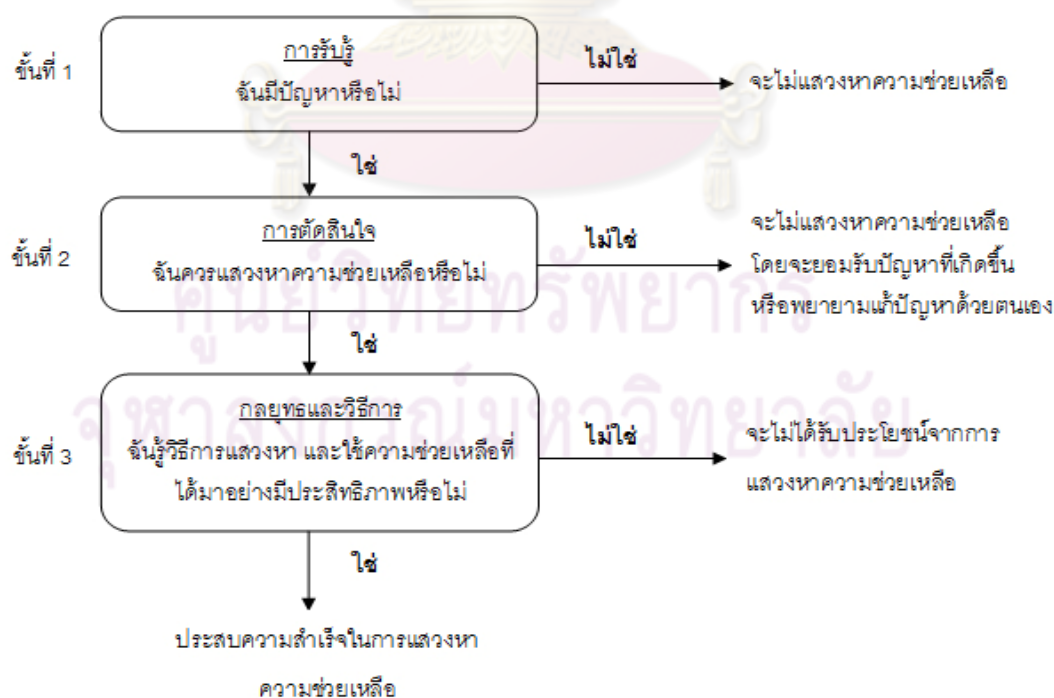 ขั้นที่ 1
การรับรู้
ฉันมีปัญหาหรือไม่
ไม่ใช่
จะไม่แสวงหาความช่วยเหลือ
ใช่
ขั้นที่ 2
การตัดสินใจ
ฉันควรแสวงหาความช่วยเหลือหรือไม่
ไม่ใช่
จะไม่แสวงหาความช่วยเหลือ
โดยจะยอมรับปัญหาที่เกิดขึ้น
หรือพยายามแก้ปัญหาด้วยตนเอง
ศูนย์วิทยทรัพยากร
ใช่
จุฬาลงกรณ์มหาวิทยาลัย
ขั้นที่ 3
กลยุทธและวิธีการ
ฉันรู้วิธีการแสวงหา และใช้ความช่วยเหลือที่
ได้มาอย่างมีประสิทธิภาพหรือไม่
ไม่ใช่
จะไม่ได้รับประโยชน์จากการ
แสวงหาความช่วยเหลือ
ใช่
ประสบความสำเร็จในการแสวงหา
ความช่วยเหลือ